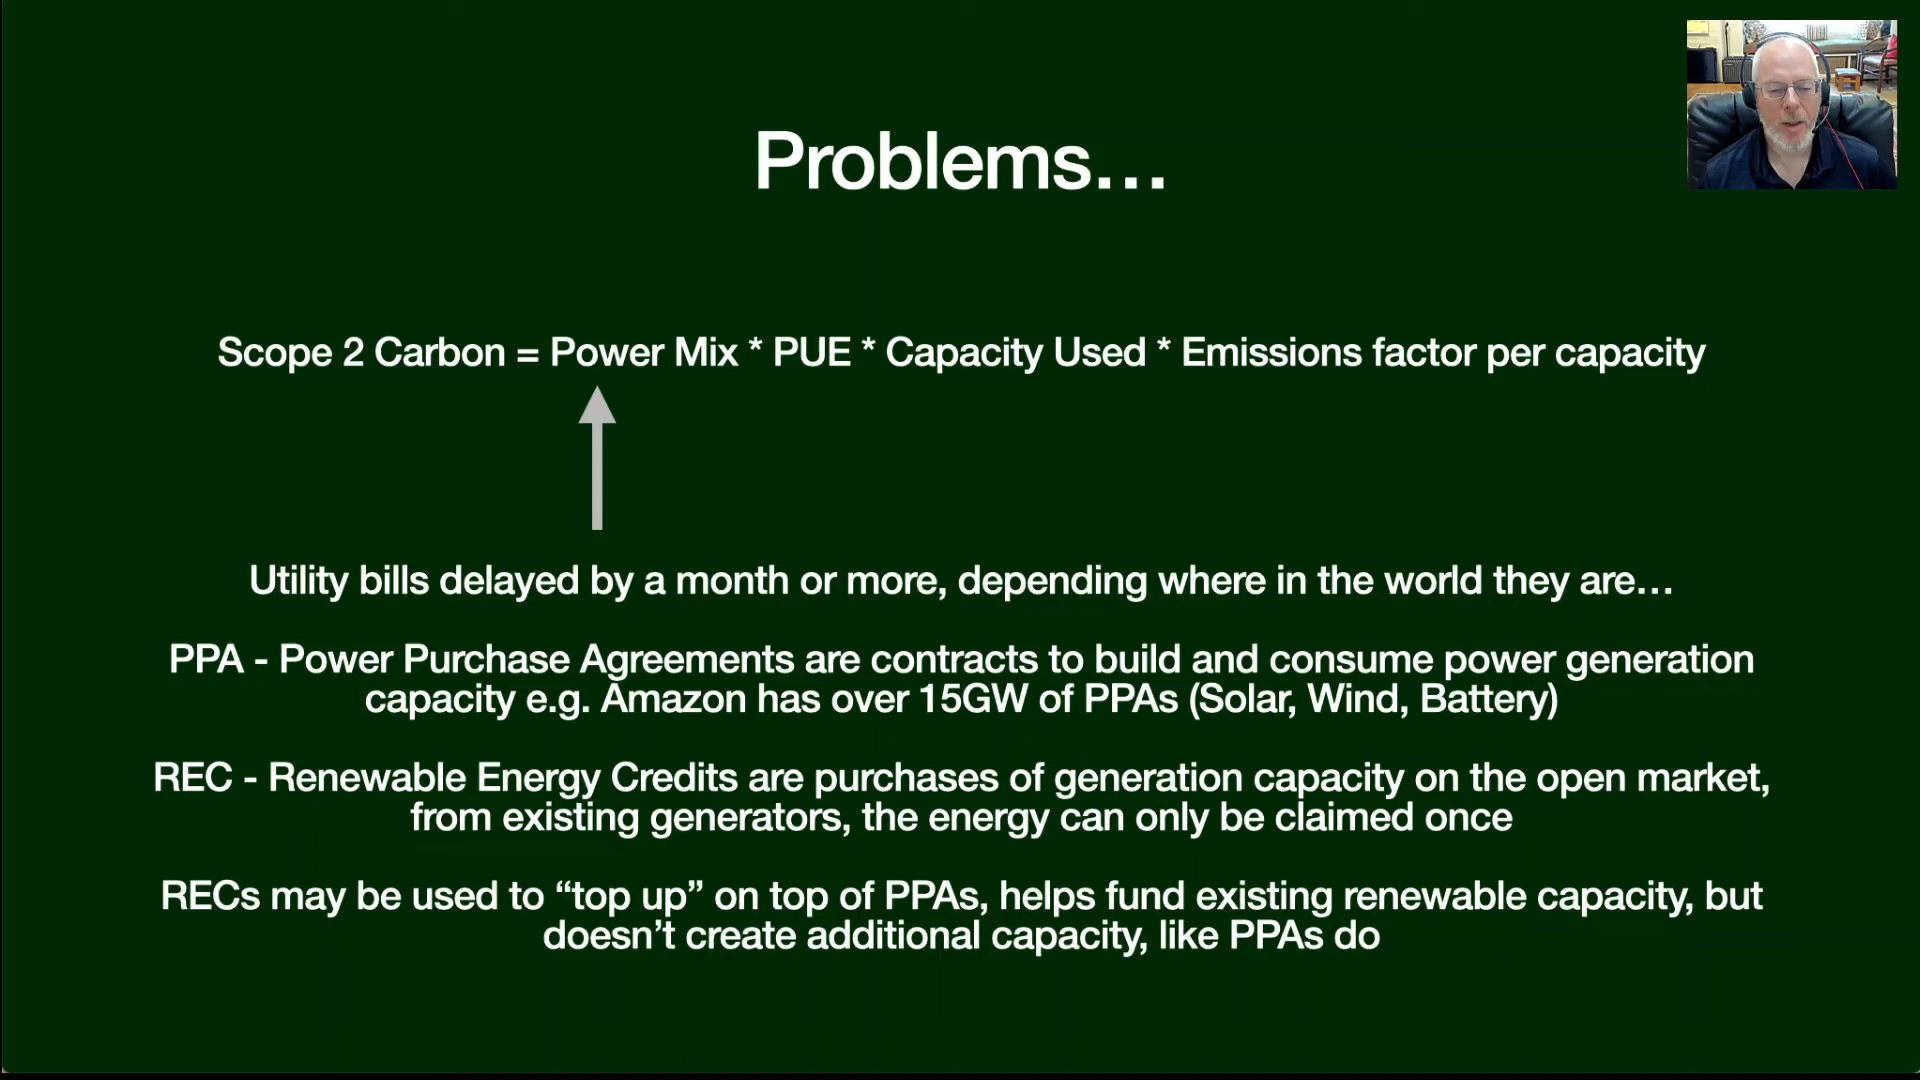 Problems…
Scope 2 Carbon = Power Mix * PUE * Capacity Used * Emissions factor per capacity
Utility bills delayed by a month or more, depending where in the world they are…
PPA - Power Purchase Agreements are contracts to build and consume power generation
capacity e.g. Amazon has over 15GW of PPAs (Solar, Wind, Battery)
REC - Renewable Energy Credits are purchases of generation capacity on the open market,
from existing generators, the energy can only be claimed once
RECs may be used to “top up” on top of PPAs, helps fund existing renewable capacity, but
doesn’t create additional capacity, like PPAs do